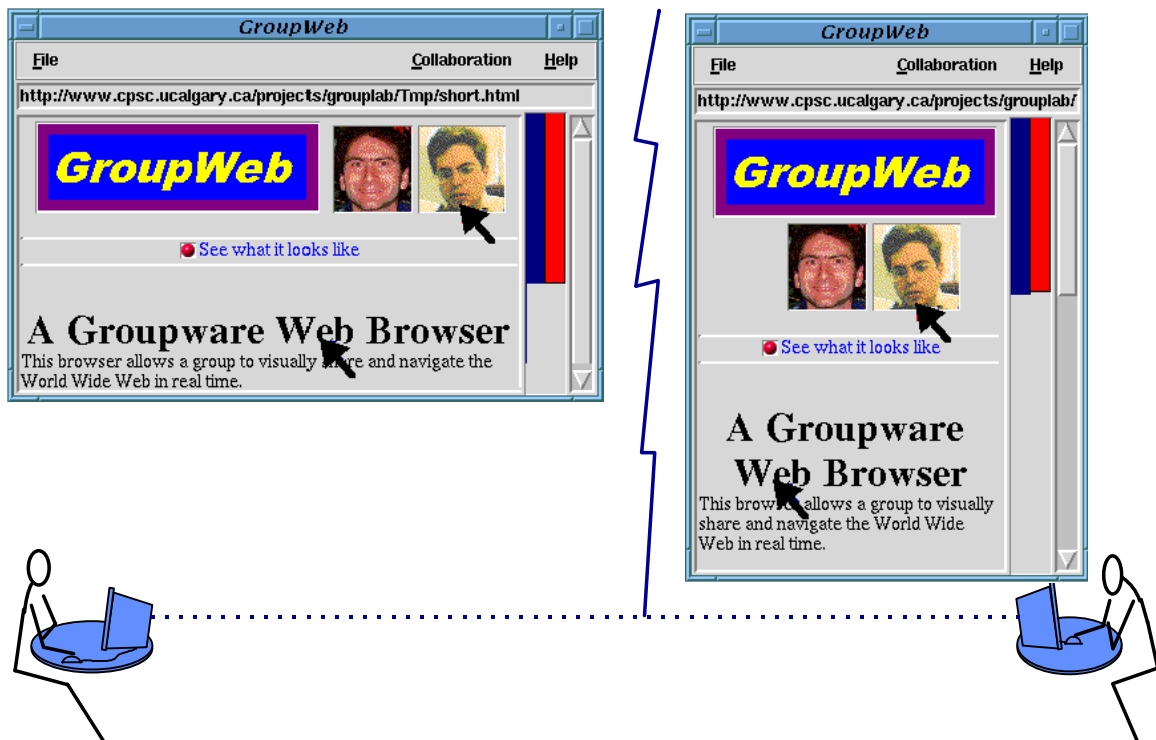 GroupWeb
File Collaboration Help
http://www.cpsc.ucalgary.ca/projects/grouplab/Tmp/short.html
GroupWeb
See what it looks like
A Groupware Web Browser
This browser allows a group to visually share and navigate the
World Wide Web in real time.
GroupWeb
File Collaboration Help
http://www.cpsc.ucalgary.ca/projects/grouplab/
GroupWeb
See what it looks like
A Groupware
Web Browser
This browser allows a group to visually
share and navigate the World Wide
Web in real time.